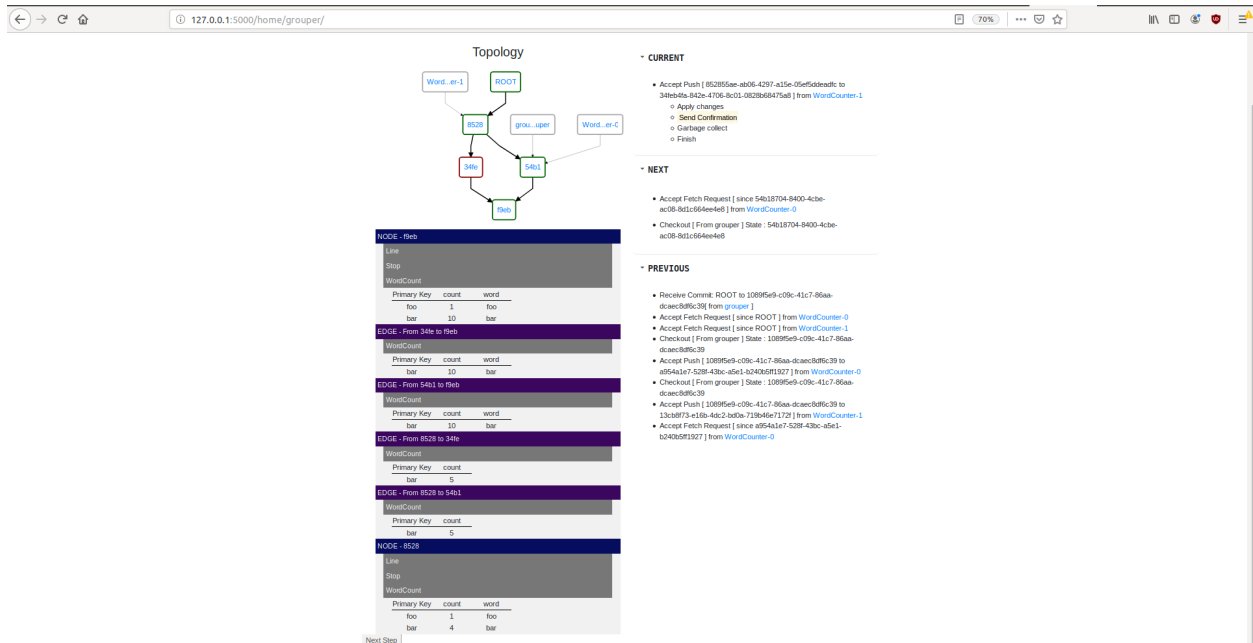 127.0.0.1:5000/home/grouper/
70%
Topology
Word...er-1
ROOT
8528
grou...uper
Word...er-0
34fe
54b1
f9eb
NODE - f9eb
Line
Stop
WordCount
Primary Key count word
foo 1 foo
bar 10 bar
EDGE - From 34fe to f9eb
WordCount
Primary Key count word
bar 10 bar
EDGE - From 54b1 to f9eb
WordCount
Primary Key count word
bar 10 bar
EDGE - From 8528 to 34fe
WordCount
Primary Key count
bar 5
EDGE - From 8528 to 54b1
WordCount
Primary Key count
bar 5
NODE - 8528
Line
Stop
WordCount
Primary Key count word
foo 1 foo
bar 4 bar
Next Step
CURRENT
Accept Push [ 852855ae-ab06-4297-a15e-05ef5ddeadfc to
34feb4fa-842e-4706-8c01-0828b68475a8 ] from WordCounter-1
Apply changes
Send Confirmation
Garbage collect
Finish
NEXT
Accept Fetch Request [ since 54b18704-8400-4cbe-
ac08-8d1c664ee4e8 ] from WordCounter-0
Checkout [ From grouper ] State : 54b18704-8400-4cbe-
ac08-8d1c664ee4e8
PREVIOUS
Receive Commit: ROOT to 1089f5e9-c09c-41c7-86aa-
dcaec8df6c39[ from grouper ]
Accept Fetch Request [ since ROOT ] from WordCounter-0
Accept Fetch Request [ since ROOT ] from WordCounter-1
Checkout [ From grouper ] State : 1089f5e9-c09c-41c7-86aa-
dcaec8df6c39
Accept Push [ 1089f5e9-c09c-41c7-86aa-dcaec8df6c39 to
a954a1e7-528f-43bc-a5e1-b240b5ff1927 ] from WordCounter-0
Checkout [ From grouper ] State : 1089f5e9-c09c-41c7-86aa-
dcaec8df6c39
Accept Push [ 1089f5e9-c09c-41c7-86aa-dcaec8df6c39 to
13cb8f73-e16b-4dc2-bd0a-719b46e7172f ] from WordCounter-1
Accept Fetch Request [ since a954a1e7-528f-43bc-a5e1-
b240b5ff1927 ] from WordCounter-0